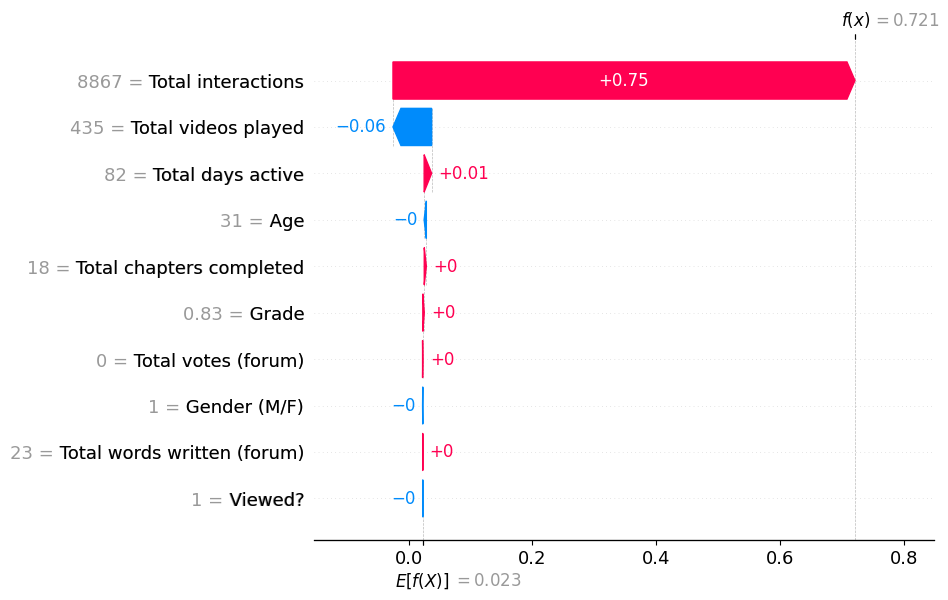 f(x) = 0.721
8867 = Total interactions
+0.75
435 = Total videos played
−0.06
82 = Total days active
+0.01
31 = Age
−0
18 = Total chapters completed
+0
0.83 = Grade
+0
0 = Total votes (forum)
+0
1 = Gender (M/F)
−0
23 = Total words written (forum)
+0
1 = Viewed?
−0
0.0 0.2 0.4 0.6 0.8
E[f(X)] = 0.023